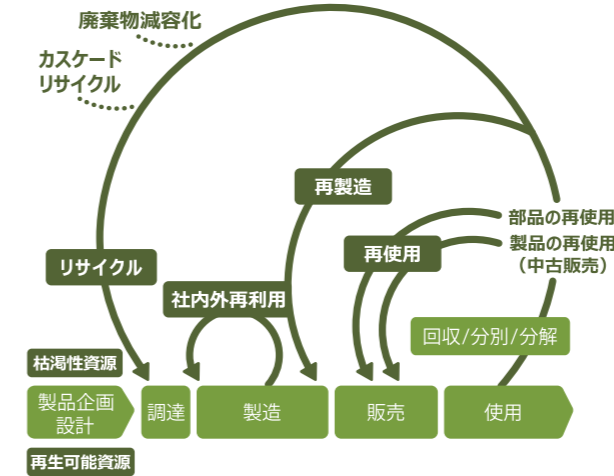 廃棄物減容化
カスケード
リサイクル
再製造
部品の再使用
製品の再使用
（中古販売）
再使用
リサイクル
社内外再利用
回収/分別/分解
枯渇性資源
製品企画
設計
調達
製造
販売
使用
再生可能資源